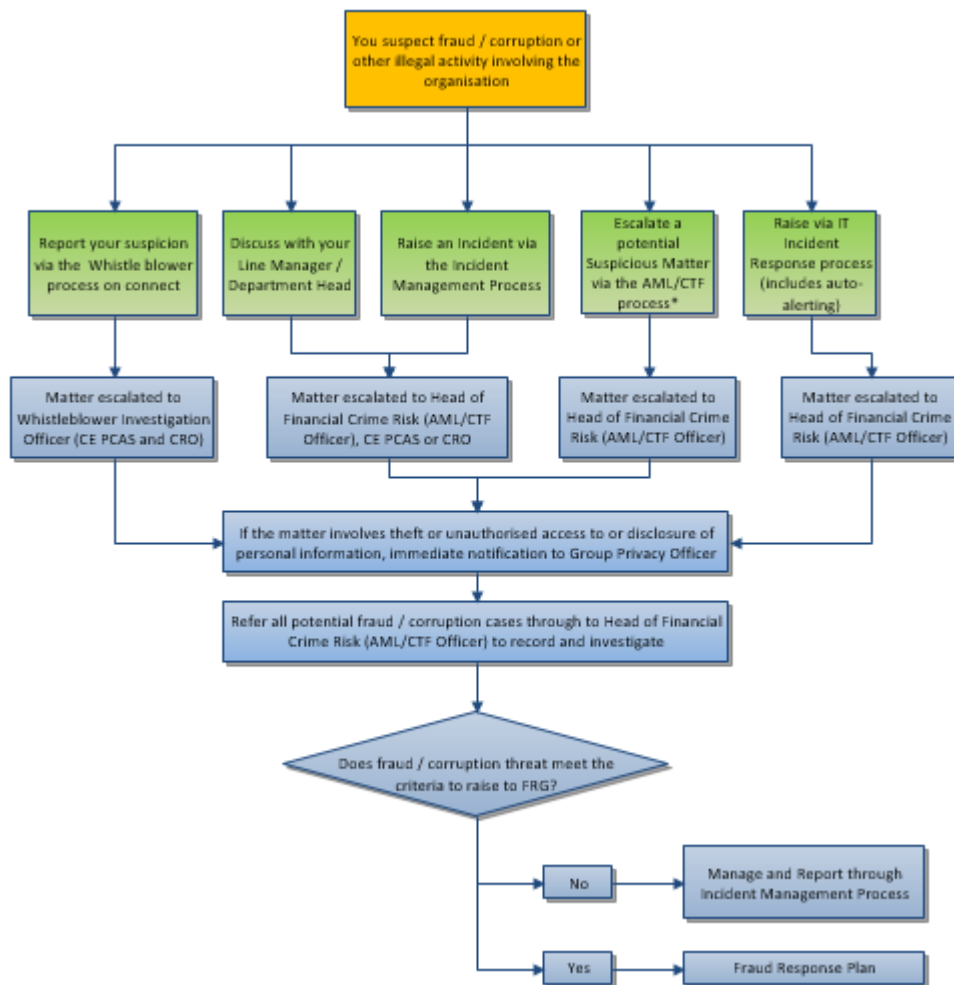 You suspect fraud / corruption or
other illegal activity involving the
organisation
Report your suspicion
via the Whistle blower
process on connect
Discuss with your
Line Manager /
Department Head
Raise an Incident via
the Incident
Management Process
Escalate a
potential
Suspicious Matter
via the AML/CTF
process*
Raise via IT
Incident
Response process
(includes auto-
alerting)
Matter escalated to
Whistleblower Investigation
Officer (CE PCAS and CRO)
Matter escalated to Head of
Financial Crime Risk (AML/CTF
Officer), CE PCAS or CRO
Matter escalated to
Head of Financial Crime
Risk (AML/CTF Officer)
Matter escalated to
Head of Financial Crime
Risk (AML/CTF Officer)
If the matter involves theft or unauthorised access to or disclosure of
personal information, immediate notification to Group Privacy Officer
Refer all potential fraud / corruption cases through to Head of Financial
Crime Risk (AML/CTF Officer) to record and investigate
Does fraud / corruption threat meet the
criteria to raise to FRG?
No
Manage and Report through
Incident Management Process
Yes
Fraud Response Plan